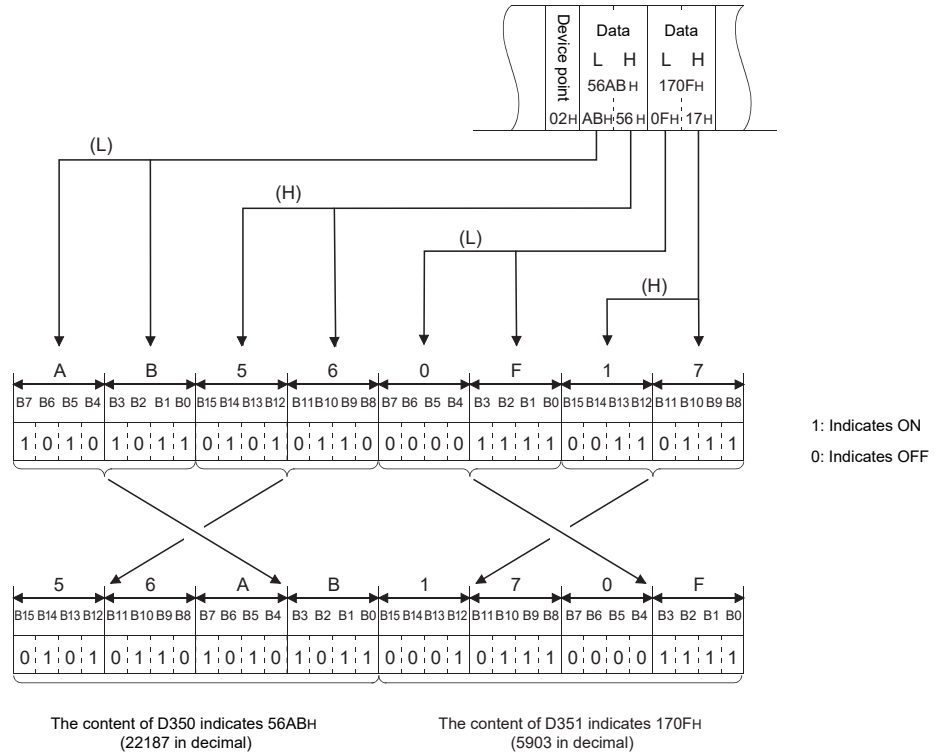 Device point
Data Data
L H L H
56ABH 170FH
02H ABH 56H 0FH 17H
(L)
(H)
(L)
(H)
A B 5 6 0 F 1 7
B7 B6 B5 B4 B3 B2 B1 B0 B15 B14 B13 B12 B11 B10 B9 B8 B7 B6 B5 B4 B3 B2 B1 B0 B15 B14 B13 B12 B11 B10 B9 B8
1 0 1 0 1 0 1 1 0 1 0 1 0 1 1 0 0 0 0 0 1 1 1 1 0 0 1 1 0 1 1 1
1: Indicates ON
0: Indicates OFF
5 6 A B 1 7 0 F
B15 B14 B13 B12 B11 B10 B9 B8 B7 B6 B5 B4 B3 B2 B1 B0 B15 B14 B13 B12 B11 B10 B9 B8 B7 B6 B5 B4 B3 B2 B1 B0
0 1 0 1 0 1 1 0 1 0 1 0 1 0 1 1 0 0 0 1 0 1 1 1 0 0 0 0 1 1 1 1
The content of D350 indicates 56ABH
(22187 in decimal)
The content of D351 indicates 170FH
(5903 in decimal)